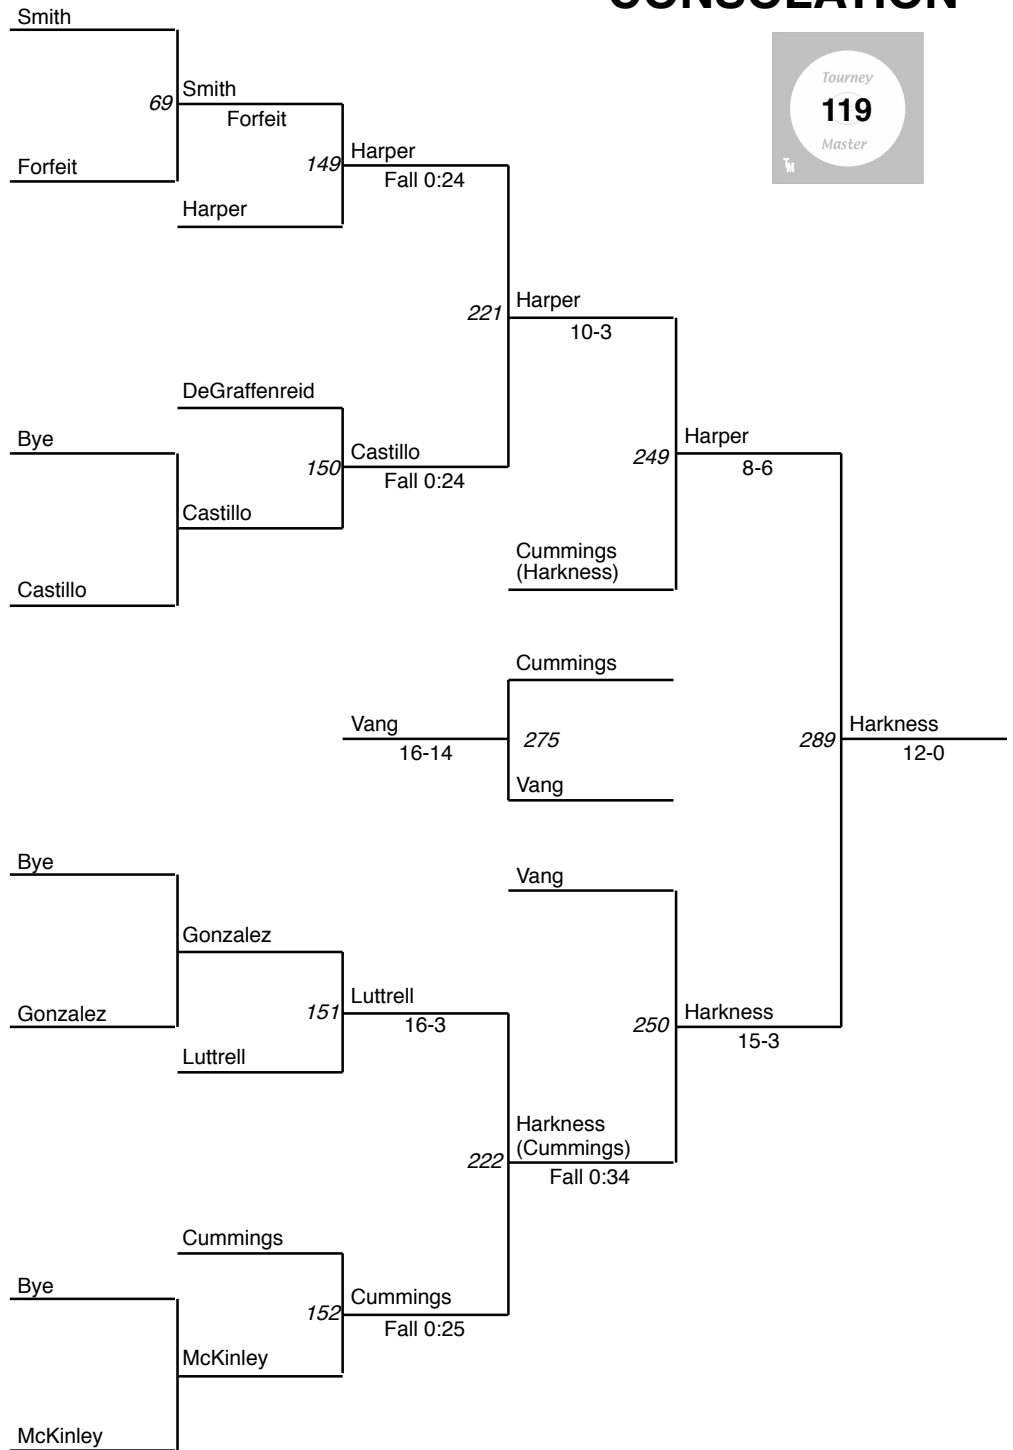 CONSOLATION
Smith
Tourney
119
Master
TM
69
Smith
Forfeit
Forfeit
149
Harper
Fall 0:24
Harper
221
Harper
10-3
DeGraffenreid
Bye
150
Castillo
Fall 0:24
249
Harper
8-6
Castillo
Castillo
Cummings
(Harkness)
Cummings
Vang
16-14
275
Vang
289
Harkness
12-0
Bye
Vang
Gonzalez
Gonzalez
151
Luttrell
16-3
Luttrell
250
Harkness
15-3
Harkness
(Cummings)
222
Fall 0:34
Cummings
Bye
152
Cummings
Fall 0:25
McKinley
McKinley